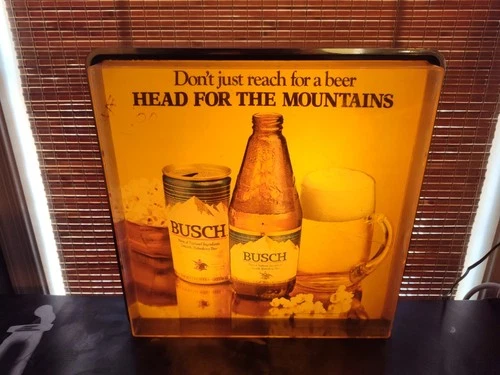 Don't just reach for a beer
HEAD FOR THE MOUNTAINS
BUSCH
BUSCH